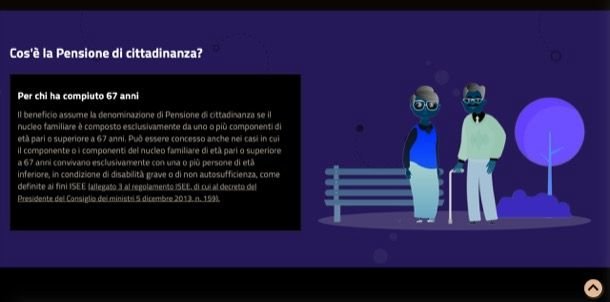 Cos'è la Pensione di cittadinanza?
Per chi ha compiuto 67 anni
Il beneficio assume la denominazione di Pensione di cittadinanza se il
nucleo familiare è composto esclusivamente da uno o più componenti di
età pari o superiore a 67 anni. Può essere concesso anche nei casi in cui
il componente o i componenti del nucleo familiare di età pari o superiore
a 67 anni convivano esclusivamente con una o più persone di età
inferiore, in condizione di disabilità grave o di non autosufficienza, come
definite ai fini ISEE (allegato 3 al regolamento ISEE, di cui al decreto del
Presidente del Consiglio dei ministri 5 dicembre 2013, n. 159).